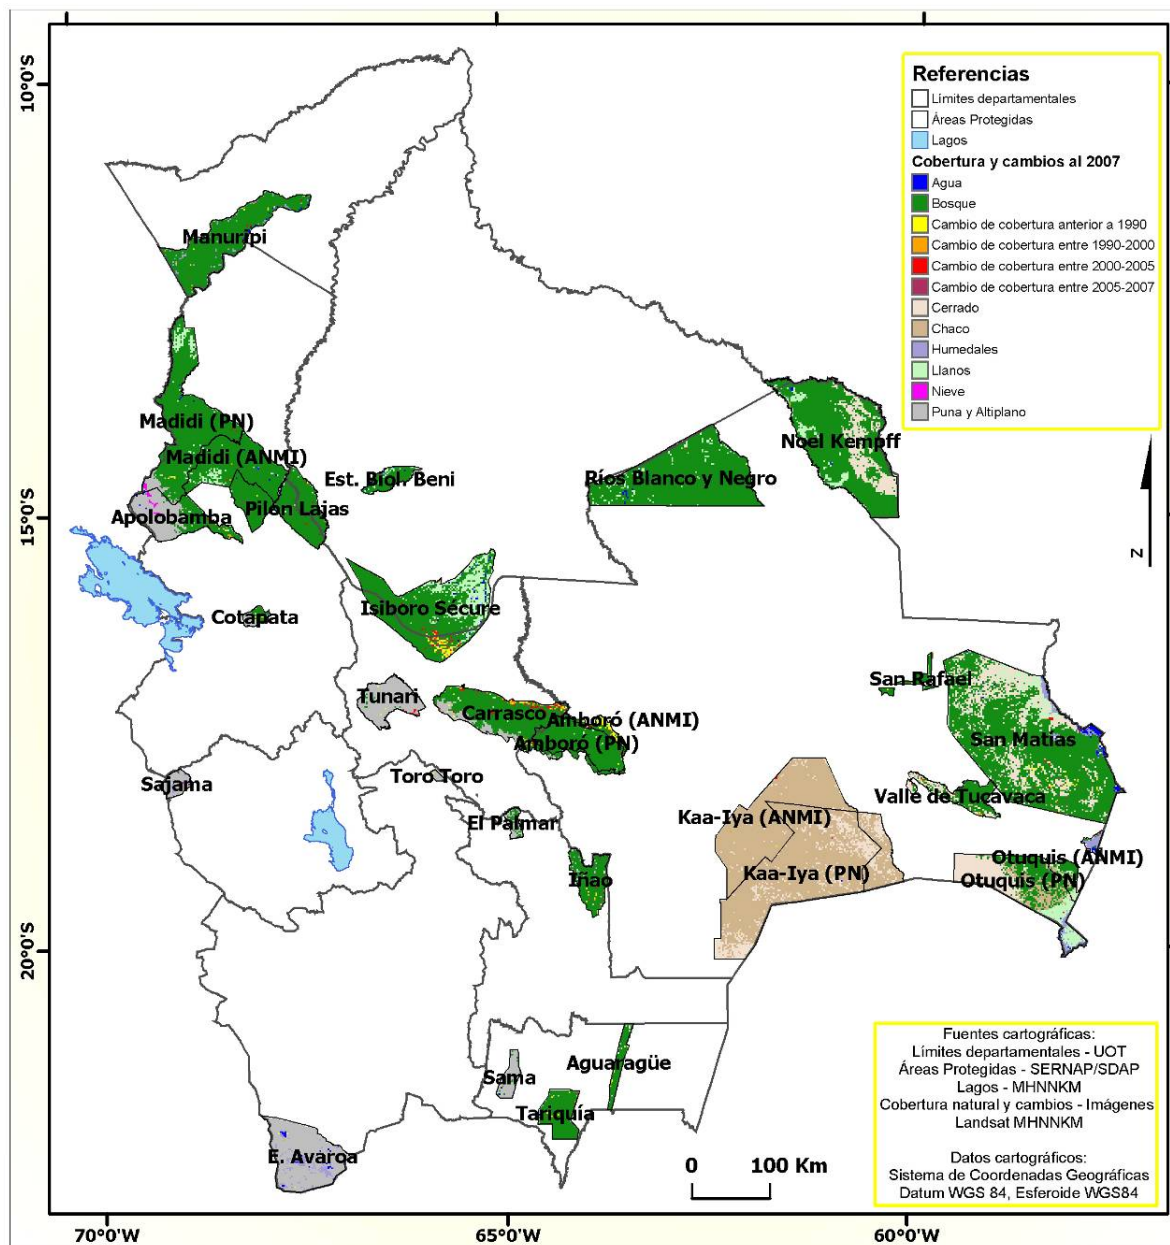 10°0'S
15°0'S
20°0'S
70°0'W
65°0'W
60°0'W
Referencias
Límites departamentales
Áreas Protegidas
Lagos
Cobertura y cambios al 2007
Agua
Bosque
Cambio de cobertura anterior a 1990
Cambio de cobertura entre 1990-2000
Cambio de cobertura entre 2000-2005
Cambio de cobertura entre 2005-2007
Cerrado
Chaco
Humedales
Llanos
Nieve
Puna y Altiplano
N
Manuripi
Madidi (PN)
Madidi (ANMI)
Apolobamba
Pilón Lajas
Est. Biol. Beni
Ríos Blanco y Negro
Noel Kempff
Cotapata
Isiboro Sécure
Tunari
Carrasco
Amboró (ANMI)
Amboró (PN)
San Rafael
San Matías
Sajama
Toro Toro
El Palmar
Kaa-Iya (ANMI)
Kaa-Iya (PN)
Valle de Tucavaca
Otuquis (ANMI)
Otuquis (PN)
Iñao
Aguaragüe
Sama
Tariquía
E. Avaroa
0 100 Km
Fuentes cartográficas:
Límites departamentales - UOT
Áreas Protegidas - SERNAP/SDAP
Lagos - MHNNKM
Cobertura natural y cambios - Imágenes
Landsat MHNNKM
Datos cartográficos:
Sistema de Coordenadas Geográficas
Datum WGS 84, Esferoide WGS84